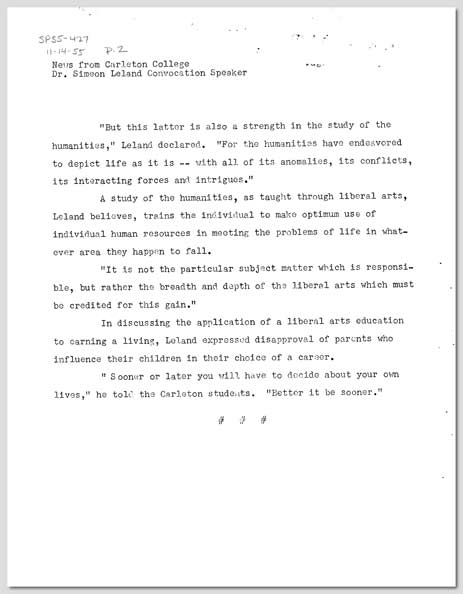 SPS5-427
11-14-55 p.2
News from Carleton College
Dr. Simeon Leland Convocation Speaker
"But this latter is also a strength in the study of the
humanities," Leland declared. "For the humanities have endeavored
to depict life as it is -- with all of its anomalies, its conflicts,
its interacting forces and intrigues."
A study of the humanities, as taught through liberal arts,
Leland believes, trains the individual to make optimum use of
individual human resources in meeting the problems of life in what-
ever area they happen to fall.
"It is not the particular subject matter which is responsi-
ble, but rather the breadth and depth of the liberal arts which must
be credited for this gain."
In discussing the application of a liberal arts education
to earning a living, Leland expressed disapproval of parents who
influence their children in their choice of a career.
" Sooner or later you will have to decide about your own
lives," he told the Carleton students. "Better it be sooner."
# # #